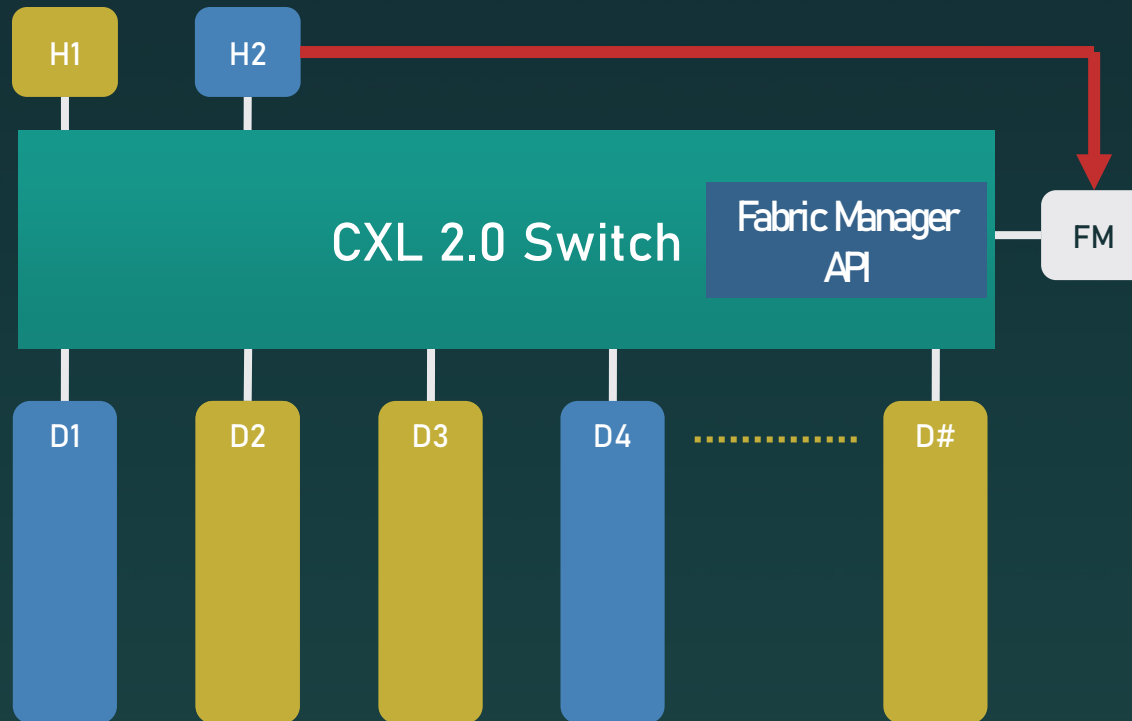 H1
H2
CXL 2.0 Switch
Fabric Manager
API
FM
D1
D2
D3
D4
D#